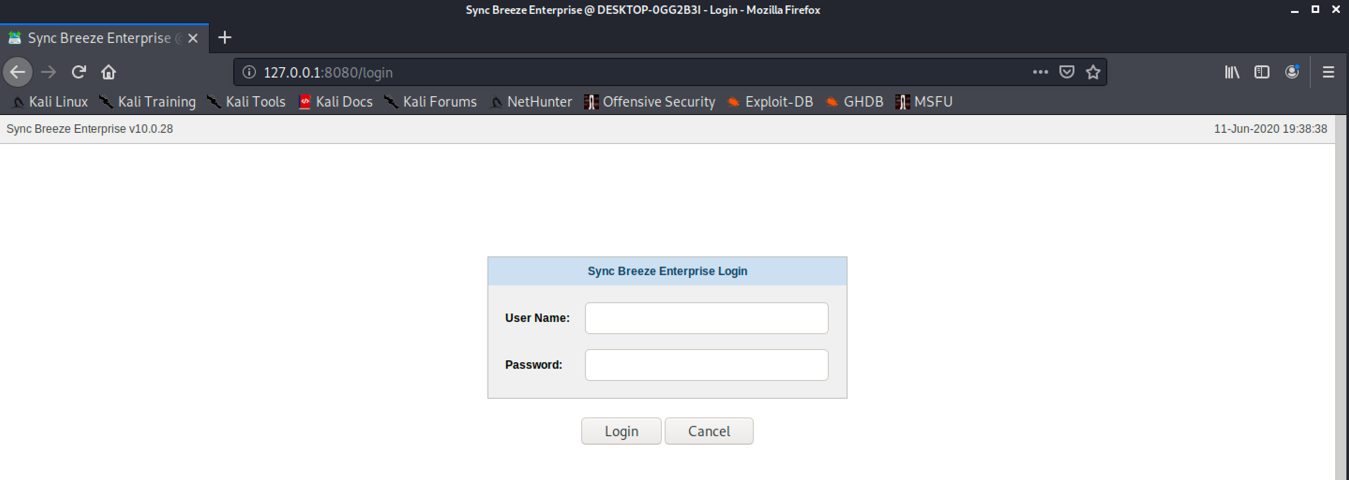 Sync Breeze Enterprise @ DESKTOP-0GG2B3I - Login - Mozilla Firefox
Sync Breeze Enterprise @
127.0.0.1:8080/login
Kali Linux Kali Training Kali Tools Kali Docs Kali Forums NetHunter Offensive Security Exploit-DB GHDB MSFU
Sync Breeze Enterprise v10.0.28 11-Jun-2020 19:38:38
Sync Breeze Enterprise Login
User Name:
Password:
Login Cancel